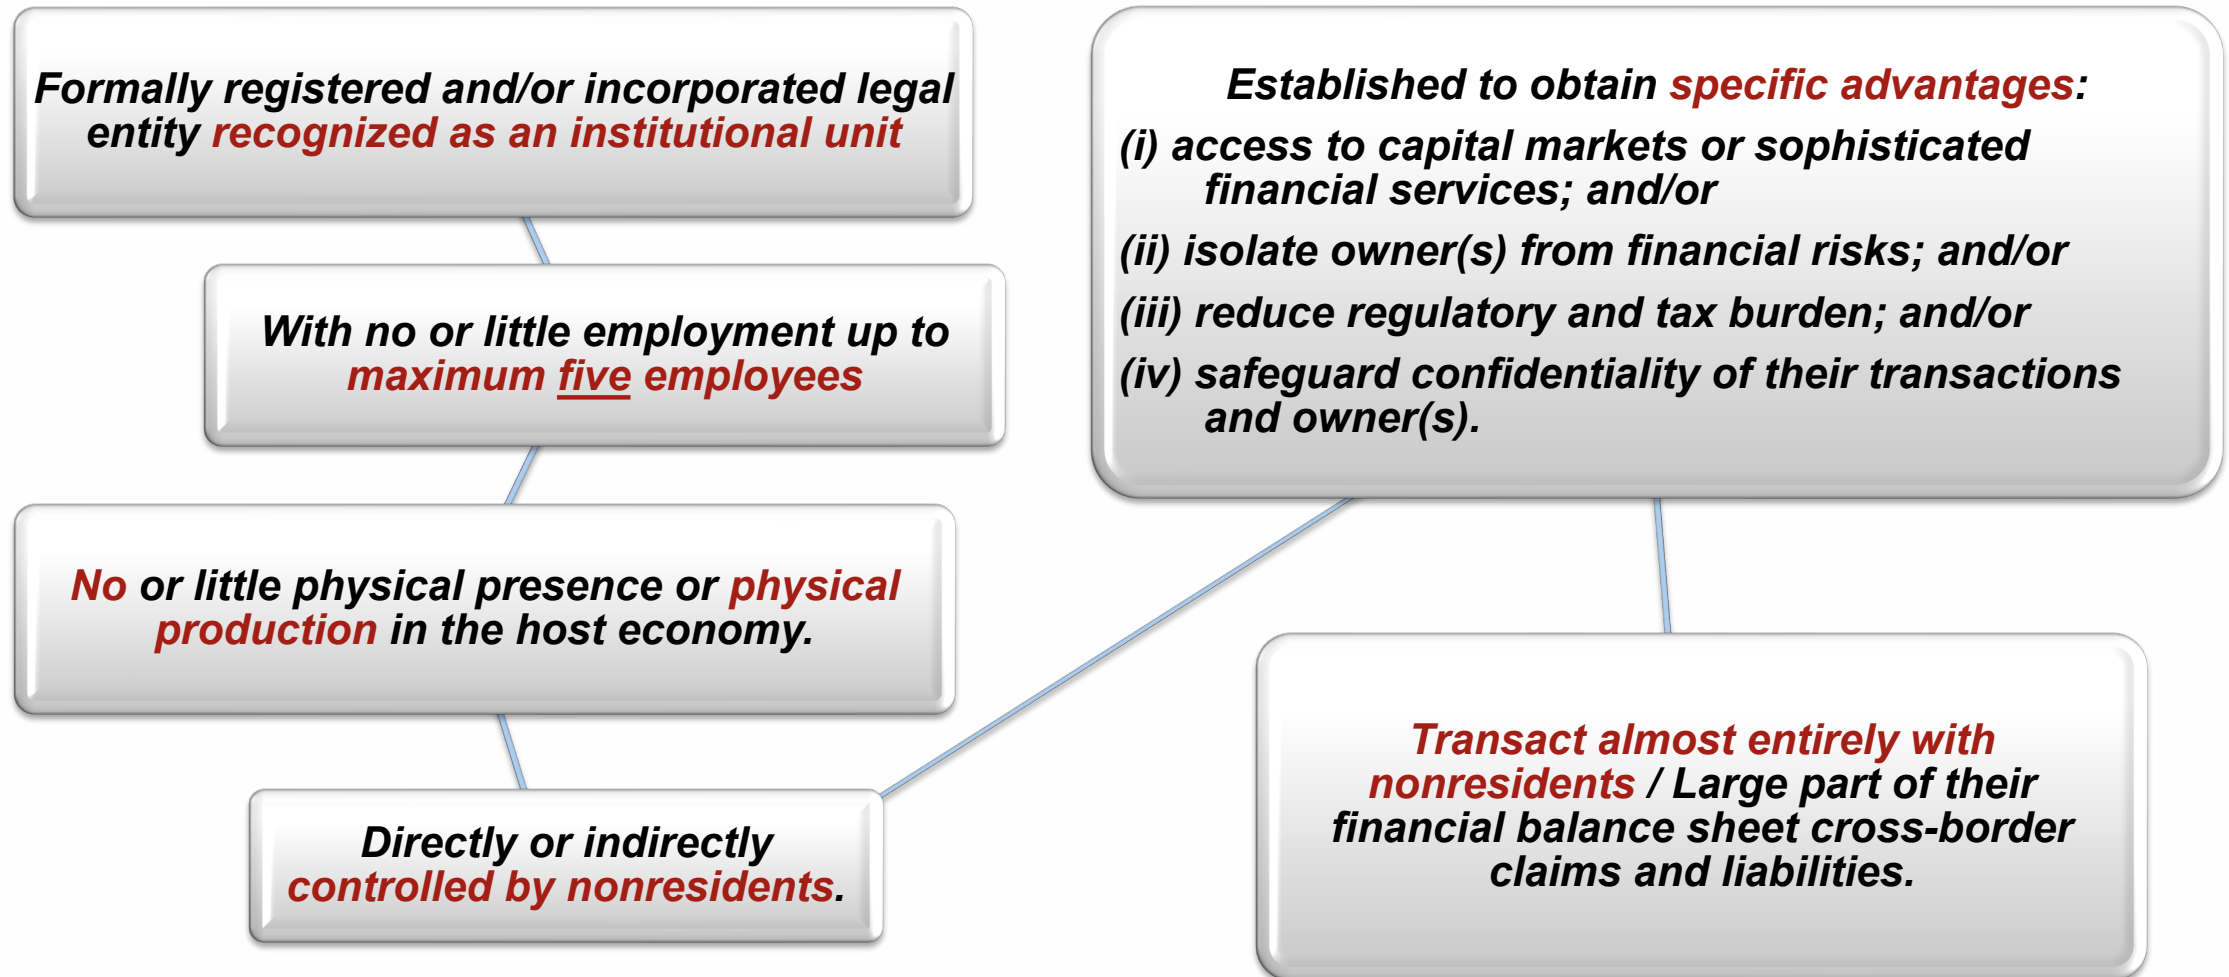 Formally registered and/or incorporated legal
entity recognized as an institutional unit
With no or little employment up to
maximum five employees
No or little physical presence or physical
production in the host economy.
Directly or indirectly
controlled by nonresidents.
Established to obtain specific advantages:
(i) access to capital markets or sophisticated
financial services; and/or
(ii) isolate owner(s) from financial risks; and/or
(iii) reduce regulatory and tax burden; and/or
(iv) safeguard confidentiality of their transactions
and owner(s).
Transact almost entirely with
nonresidents / Large part of their
financial balance sheet cross-border
claims and liabilities.